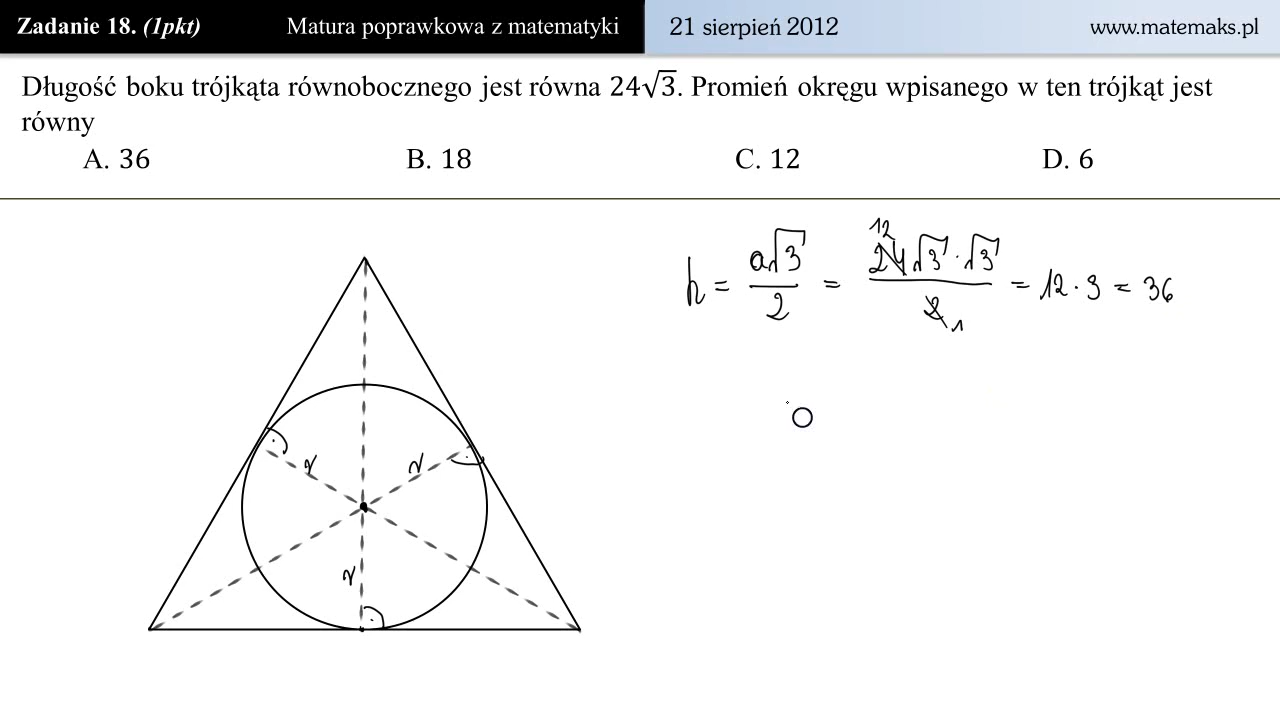 Zadanie 18. (1pkt) Matura poprawkowa z matematyki 21 sierpień 2012 www.matemaks.pl
Długość boku trójkąta równobocznego jest równa 24√3. Promień okręgu wpisanego w ten trójkąt jest
równy
A. 36 B. 18 C. 12 D. 6
h = a√3/2 = 12 24√3·√3/2 1 = 12·3 = 36
r r
r